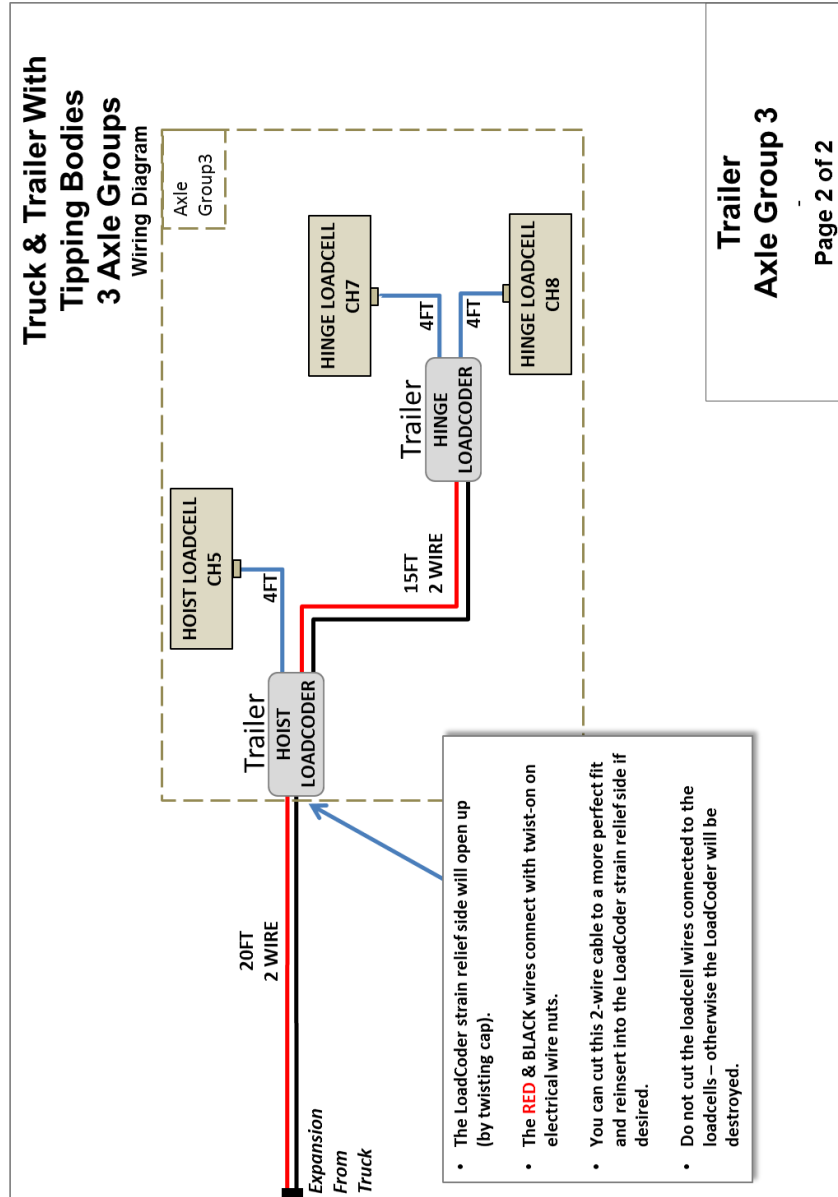 Truck & Trailer With
Tipping Bodies
3 Axle Groups
Wiring Diagram
Axle
Group3
HOIST LOADCELL
CH5
4FT
HINGE LOADCELL
CH7
4FT
4FT
HINGE LOADCELL
CH8
Trailer
HOIST
LOADCODER
Trailer
HINGE
LOADCODER
15FT
2 WIRE
20FT
2 WIRE
Expansion
From
Truck
• The LoadCoder strain relief side will open up
(by twisting cap).
• The RED & BLACK wires connect with twist-on on
electrical wire nuts.
• You can cut this 2-wire cable to a more perfect fit
and reinsert into the LoadCoder strain relief side if
desired.
• Do not cut the loadcell wires connected to the
loadcells – otherwise the LoadCoder will be
destroyed.
Trailer
Axle Group 3
-
Page 2 of 2